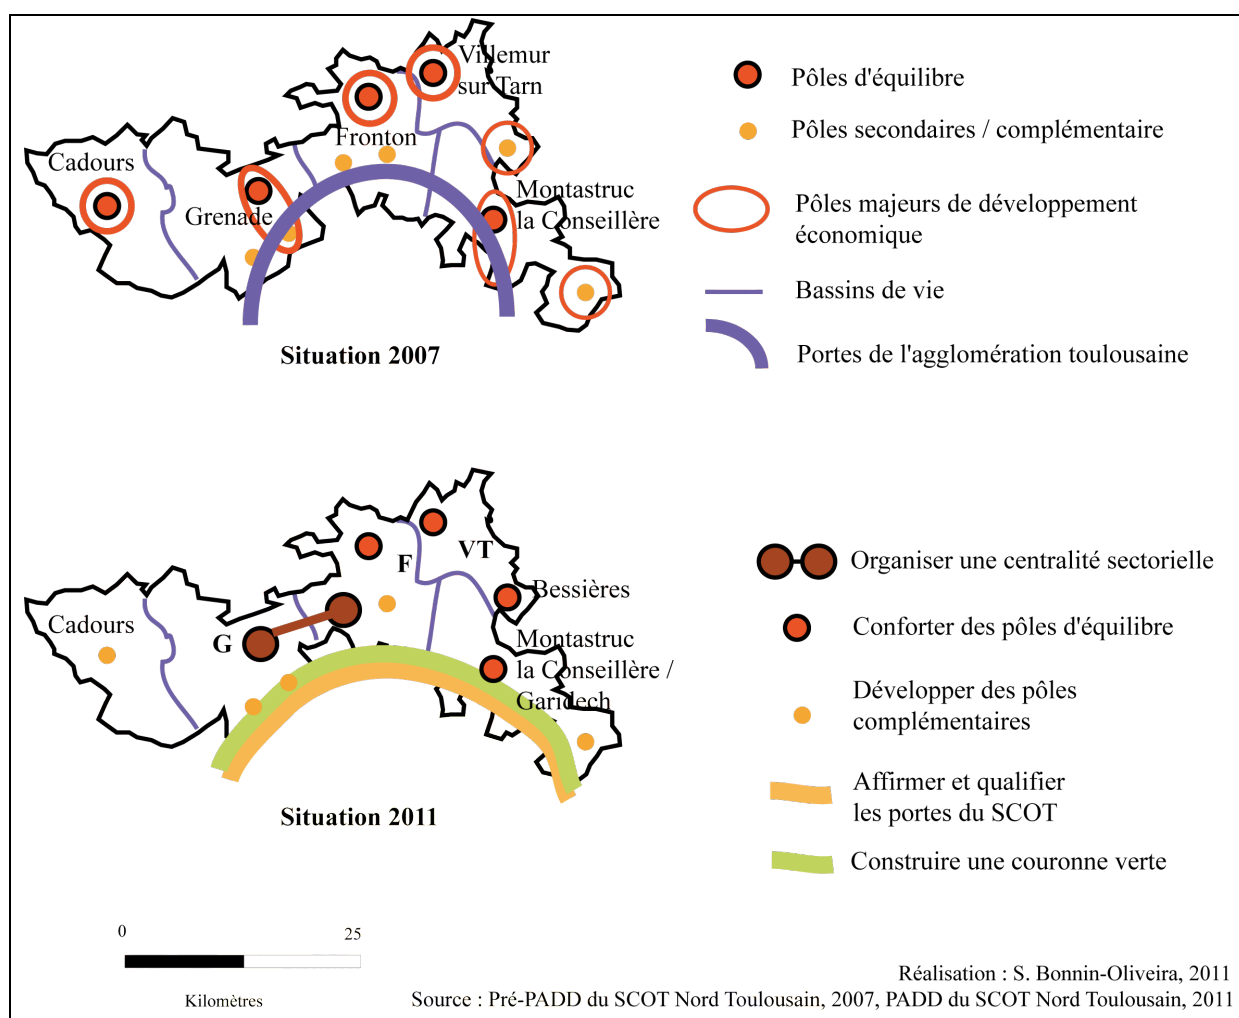 Villemur
sur Tarn
Fronton
Cadours
Grenade
Montastruc
la Conseillère
Situation 2007
Pôles d'équilibre
Pôles secondaires / complémentaire
Pôles majeurs de développement
économique
Bassins de vie
Portes de l'agglomération toulousaine
VT
F
Bessières
Cadours
G
Montastruc
la Conseillère /
Garidech
Situation 2011
Organiser une centralité sectorielle
Conforter des pôles d'équilibre
Développer des pôles
complémentaires
Affirmer et qualifier
les portes du SCOT
Construire une couronne verte
0 25
Kilomètres
Réalisation : S. Bonnin-Oliveira, 2011
Source : Pré-PADD du SCOT Nord Toulousain, 2007, PADD du SCOT Nord Toulousain, 2011